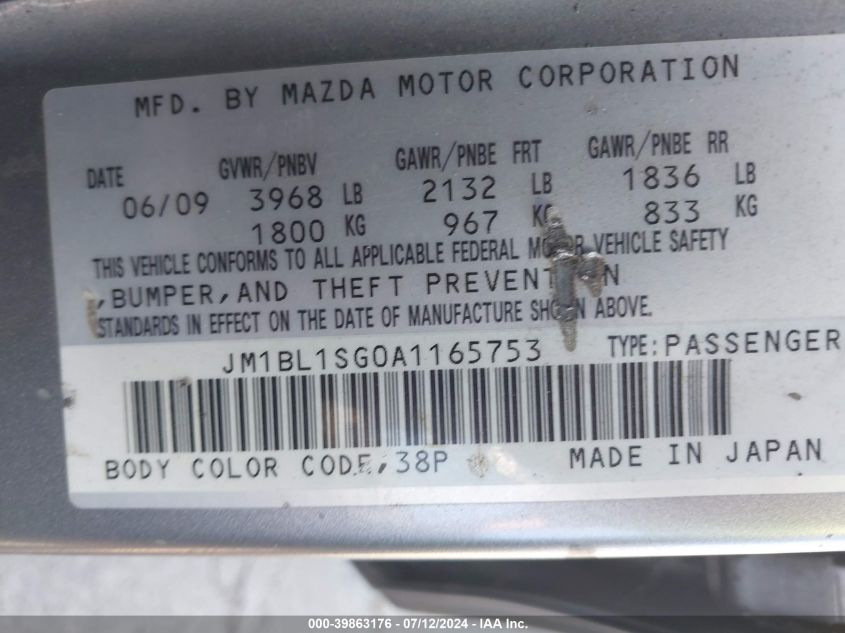 MFD. BY MAZDA MOTOR CORPORATION
DATE GVWR/PNBV GAWR/PNBE FRT GAWR/PNBE RR
06/09 3968 LB 2132 LB 1836 LB
1800 KG 967 KG 833 KG
THIS VEHICLE CONFORMS TO ALL APPLICABLE FEDERAL MOTOR VEHICLE SAFETY
,BUMPER,AND THEFT PREVENTION
STANDARDS IN EFFECT ON THE DATE OF MANUFACTURE SHOWN ABOVE.
JM1BL1SG0A1165753 TYPE:PASSENGER
BODY COLOR CODE,38P MADE IN JAPAN
000-39863176 - 07/12/2024 - IAA Inc.